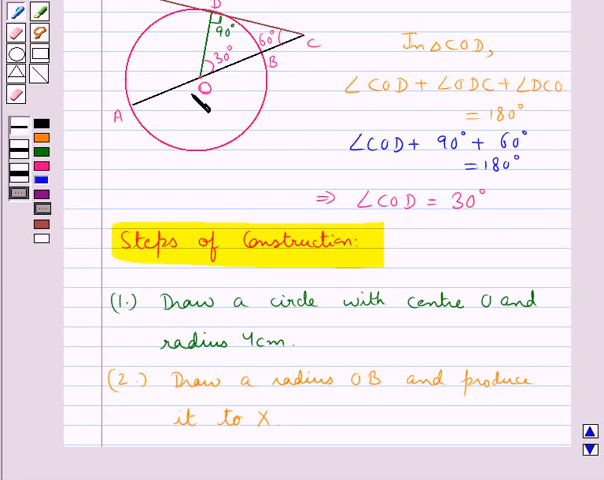 D
90°
60°
C
30°
B
O
A
In △COD,
∠COD + ∠ODC + ∠DCO
= 180°
∠COD + 90° + 60°
= 180°
⇒ ∠COD = 30°
Steps of Construction:
(1.) Draw a circle with centre O and
radius 4cm.
(2.) Draw a radius OB and produce
it to X.